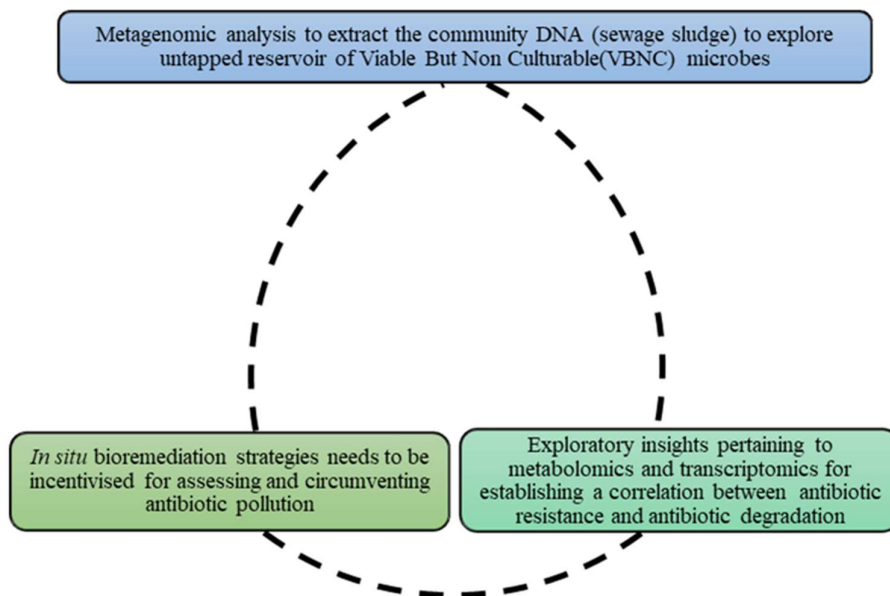 Metagenomic analysis to extract the community DNA (sewage sludge) to explore
untapped reservoir of Viable But Non Culturable(VBNC) microbes
In situ bioremediation strategies needs to be
incentivised for assessing and circumventing
antibiotic pollution
Exploratory insights pertaining to
metabolomics and transcriptomics for
establishing a correlation between antibiotic
resistance and antibiotic degradation